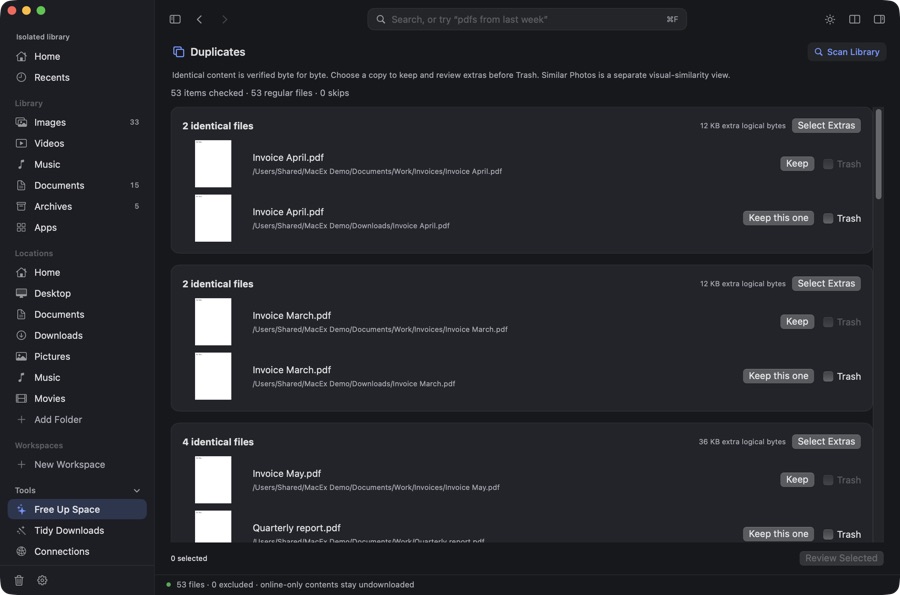 Search, or try "pdfs from last week"
⌘F
Isolated library
Home
Recents
Library
Images 33
Videos
Music
Documents 15
Archives 5
Apps
Locations
Home
Desktop
Documents
Downloads
Pictures
Music
Movies
Add Folder
Workspaces
New Workspace
Tools
Free Up Space
Tidy Downloads
Connections
Duplicates
Scan Library
Identical content is verified byte for byte. Choose a copy to keep and review extras before Trash. Similar Photos is a separate visual-similarity view.
53 items checked · 53 regular files · 0 skips
2 identical files
12 KB extra logical bytes
Select Extras
Invoice April.pdf
/Users/Shared/MacEx Demo/Documents/Work/Invoices/Invoice April.pdf
Keep
Trash
Invoice April.pdf
/Users/Shared/MacEx Demo/Downloads/Invoice April.pdf
Keep this one
Trash
2 identical files
12 KB extra logical bytes
Select Extras
Invoice March.pdf
/Users/Shared/MacEx Demo/Documents/Work/Invoices/Invoice March.pdf
Keep
Trash
Invoice March.pdf
/Users/Shared/MacEx Demo/Downloads/Invoice March.pdf
Keep this one
Trash
4 identical files
36 KB extra logical bytes
Select Extras
Invoice May.pdf
/Users/Shared/MacEx Demo/Documents/Work/Invoices/Invoice May.pdf
Keep
Trash
Quarterly report.pdf
/Users/Shared/MacEx Demo/Documents/Work/Quarterly report.pdf
Keep this one
Trash
0 selected
Review Selected
53 files · 0 excluded · online-only contents stay undownloaded